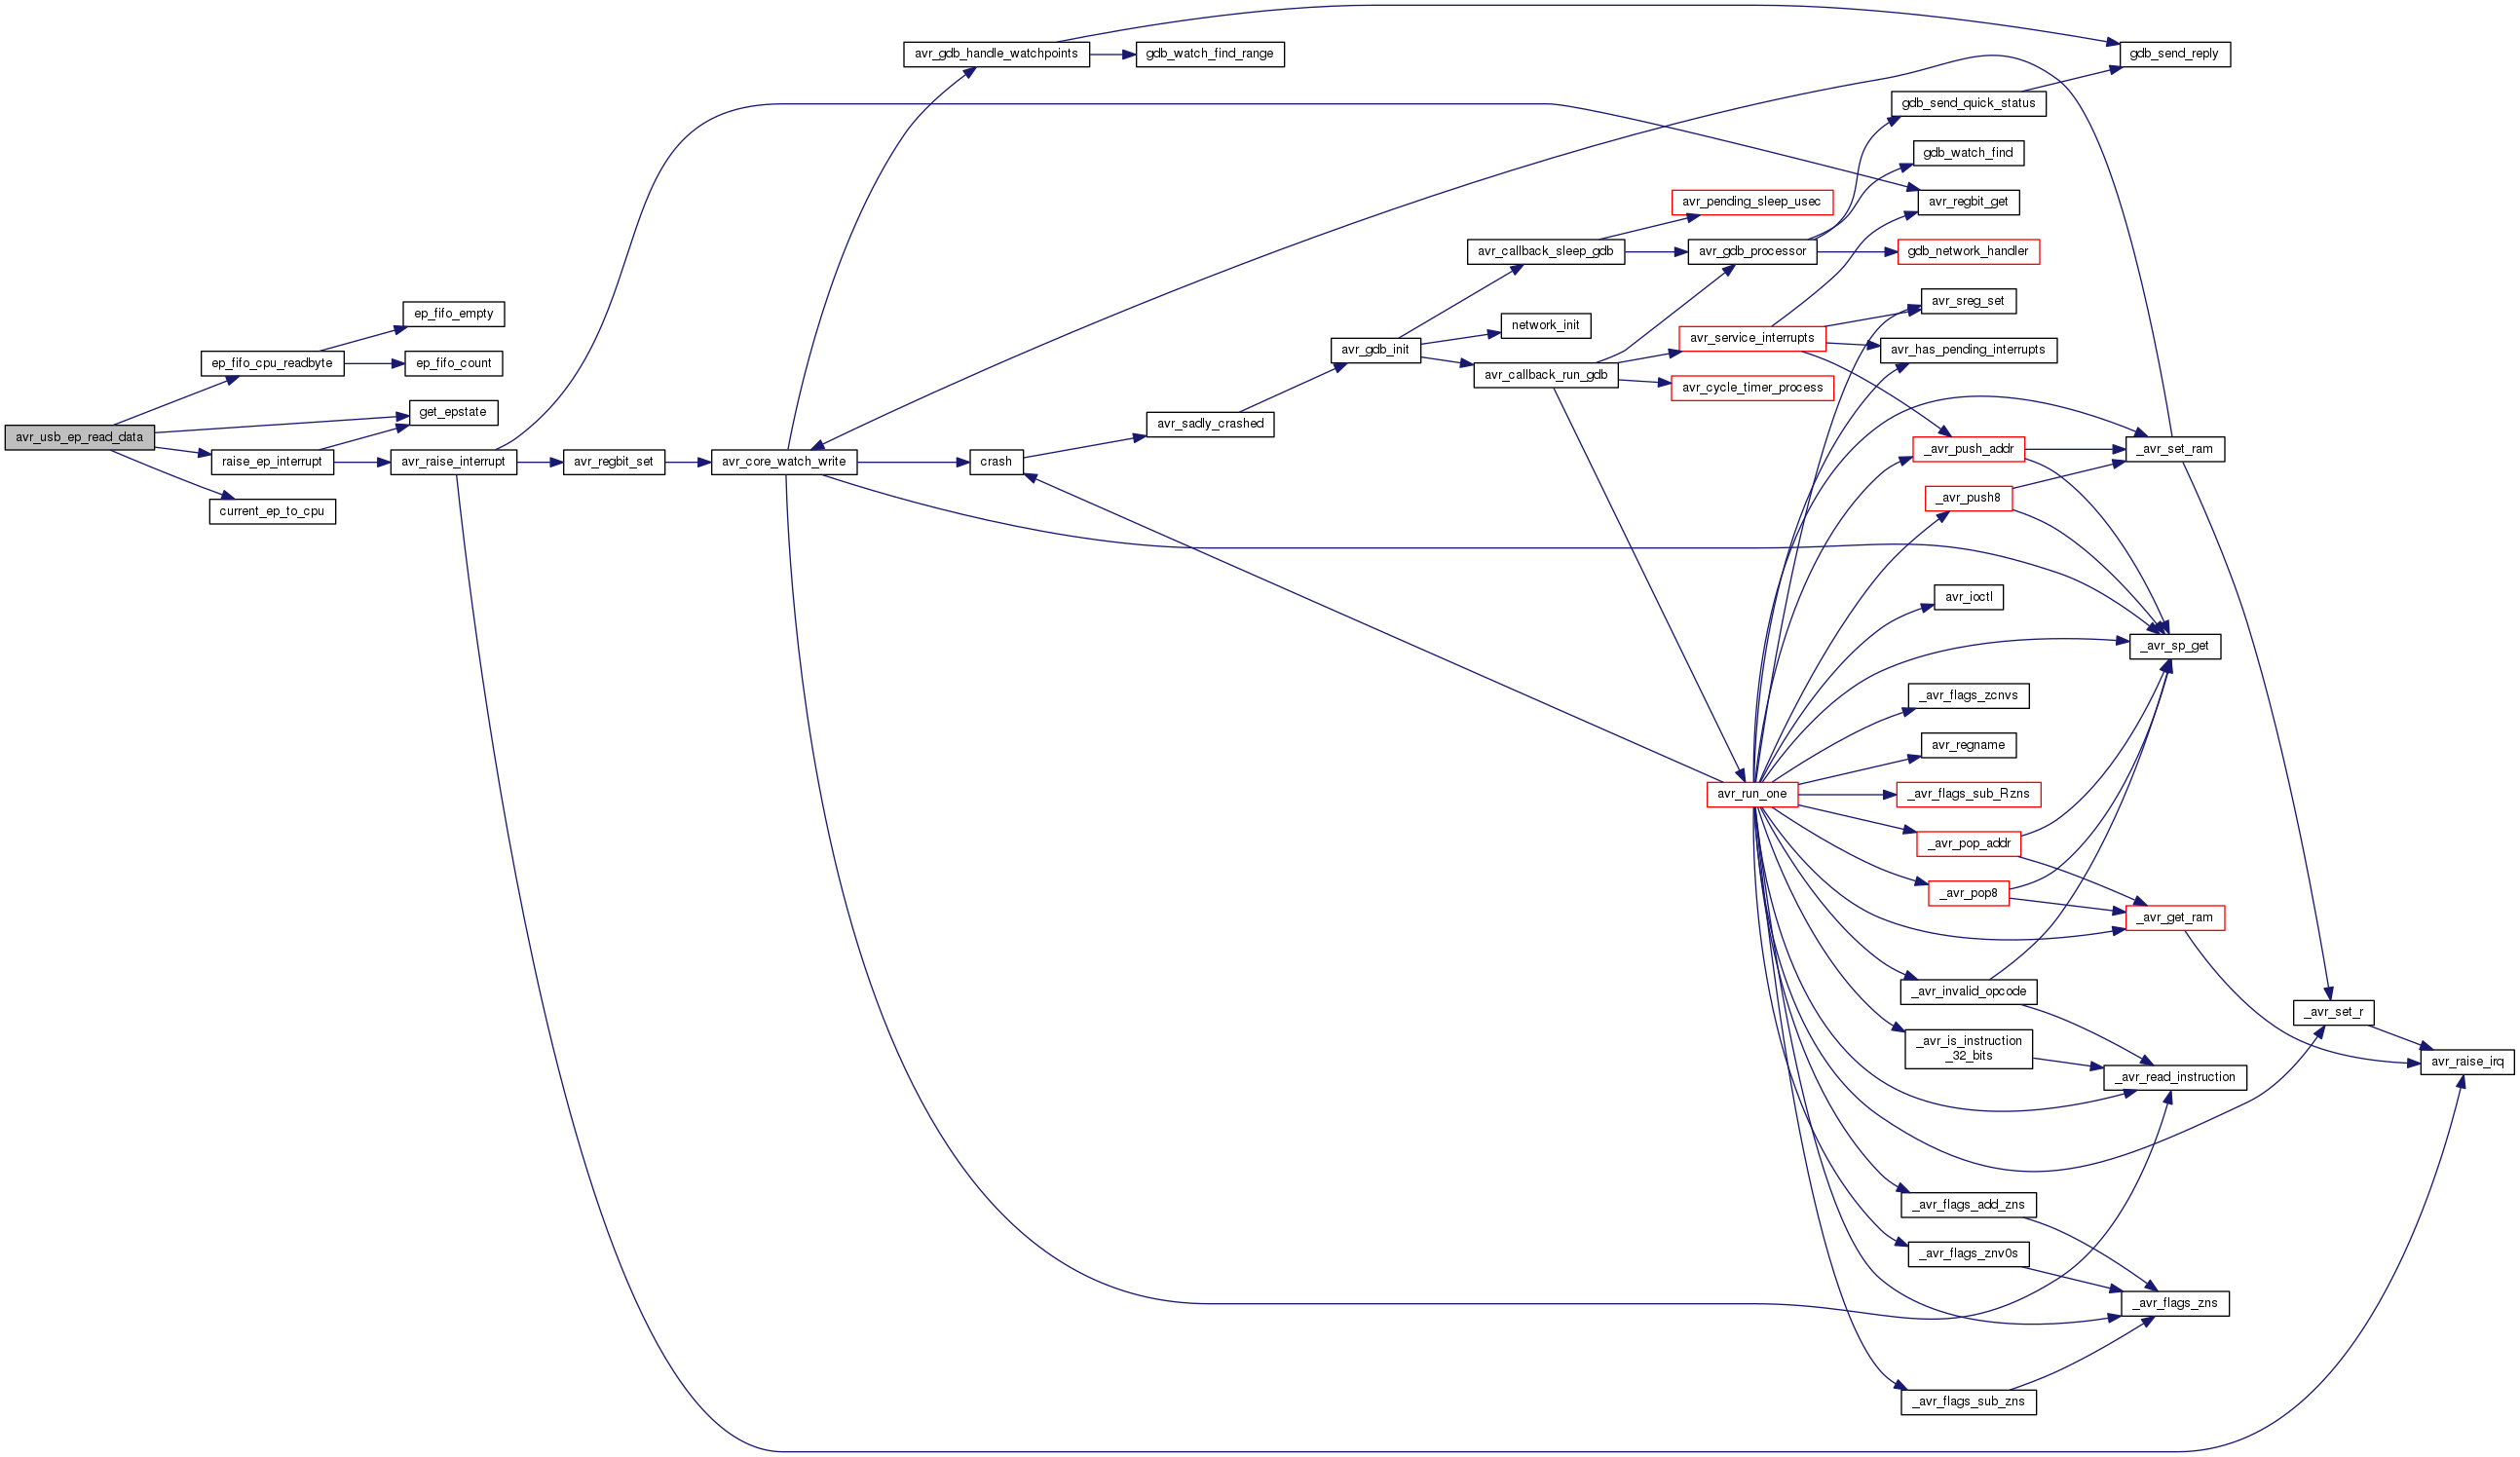 avr_gdb_handle_watchpoints
gdb_watch_find_range
gdb_send_reply
gdb_send_quick_status
gdb_watch_find
avr_pending_sleep_usec
avr_regbit_get
avr_callback_sleep_gdb
avr_gdb_processor
gdb_network_handler
ep_fifo_empty
network_init
avr_sreg_set
avr_service_interrupts
avr_gdb_init
avr_has_pending_interrupts
ep_fifo_cpu_readbyte
ep_fifo_count
avr_callback_run_gdb
avr_cycle_timer_process
get_epstate
avr_sadly_crashed
avr_usb_ep_read_data
_avr_push_addr
_avr_set_ram
raise_ep_interrupt
avr_raise_interrupt
avr_regbit_set
avr_core_watch_write
crash
_avr_push8
current_ep_to_cpu
avr_ioctl
_avr_sp_get
_avr_flags_zcnvs
avr_regname
avr_run_one
_avr_flags_sub_Rzns
_avr_pop_addr
_avr_pop8
_avr_get_ram
_avr_invalid_opcode
_avr_set_r
_avr_is_instruction
_32_bits
avr_raise_irq
_avr_read_instruction
_avr_flags_add_zns
_avr_flags_znv0s
_avr_flags_zns
_avr_flags_sub_zns